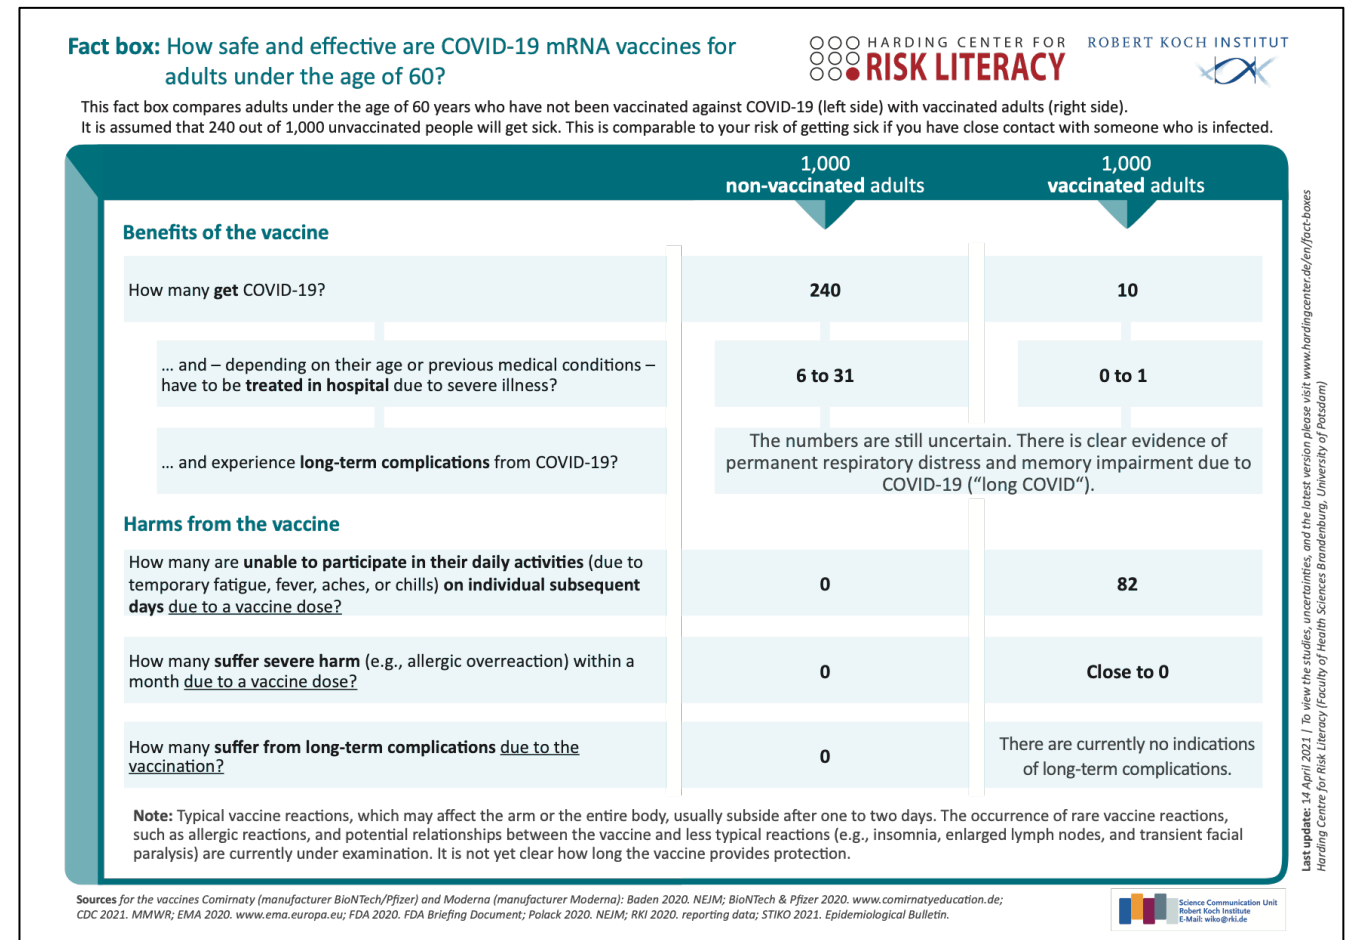 Fact box: How safe and effective are COVID-19 mRNA vaccines for
adults under the age of 60?
HARDING CENTER FOR
RISK LITERACY
ROBERT KOCH INSTITUT
This fact box compares adults under the age of 60 years who have not been vaccinated against COVID-19 (left side) with vaccinated adults (right side).
It is assumed that 240 out of 1,000 unvaccinated people will get sick. This is comparable to your risk of getting sick if you have close contact with someone who is infected.
1,000
non-vaccinated adults
1,000
vaccinated adults
Benefits of the vaccine
How many get COVID-19?
240
10
... and – depending on their age or previous medical conditions –
have to be treated in hospital due to severe illness?
6 to 31
0 to 1
... and experience long-term complications from COVID-19?
The numbers are still uncertain. There is clear evidence of
permanent respiratory distress and memory impairment due to
COVID-19 (“long COVID“).
Harms from the vaccine
How many are unable to participate in their daily activities (due to
temporary fatigue, fever, aches, or chills) on individual subsequent
days due to a vaccine dose?
0
82
How many suffer severe harm (e.g., allergic overreaction) within a
month due to a vaccine dose?
0
Close to 0
How many suffer from long-term complications due to the
vaccination?
0
There are currently no indications
of long-term complications.
Note: Typical vaccine reactions, which may affect the arm or the entire body, usually subside after one to two days. The occurrence of rare vaccine reactions,
such as allergic reactions, and potential relationships between the vaccine and less typical reactions (e.g., insomnia, enlarged lymph nodes, and transient facial
paralysis) are currently under examination. It is not yet clear how long the vaccine provides protection.
Last update: 14 April 2021 | To view the studies, uncertainties, and the latest version please visit www.hardingcenter.de/en/fact-boxes
Harding Centre for Risk Literacy (Faculty of Health Sciences Brandenburg, University of Potsdam)
Sources for the vaccines Comirnaty (manufacturer BioNTech/Pfizer) and Moderna (manufacturer Moderna): Baden 2020. NEJM; BioNTech & Pfizer 2020. www.comirnatyeducation.de;
CDC 2021. MMWR; EMA 2020. www.ema.europa.eu; FDA 2020. FDA Briefing Document; Polack 2020. NEJM; RKI 2020. reporting data; STIKO 2021. Epidemiological Bulletin.
Science Communication Unit
Robert Koch Institute
E-Mail: wiko@rki.de